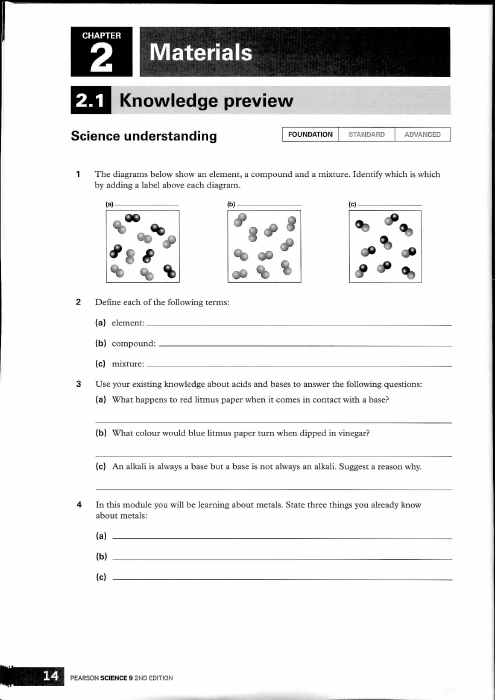 CHAPTER
2
Materials
2.1 Knowledge preview
Science understanding
FOUNDATION STANDARD ADVANCED
1 The diagrams below show an element, a compound and a mixture. Identify which is which
by adding a label above each diagram.
(a) (b) (c)
2 Define each of the following terms:
(a) element:
(b) compound:
(c) mixture:
3 Use your existing knowledge about acids and bases to answer the following questions:
(a) What happens to red litmus paper when it comes in contact with a base?
(b) What colour would blue litmus paper turn when dipped in vinegar?
(c) An alkali is always a base but a base is not always an alkali. Suggest a reason why.
4 In this module you will be learning about metals. State three things you already know
about metals:
(a)
(b)
(c)
14 PEARSON SCIENCE 9 2ND EDITION